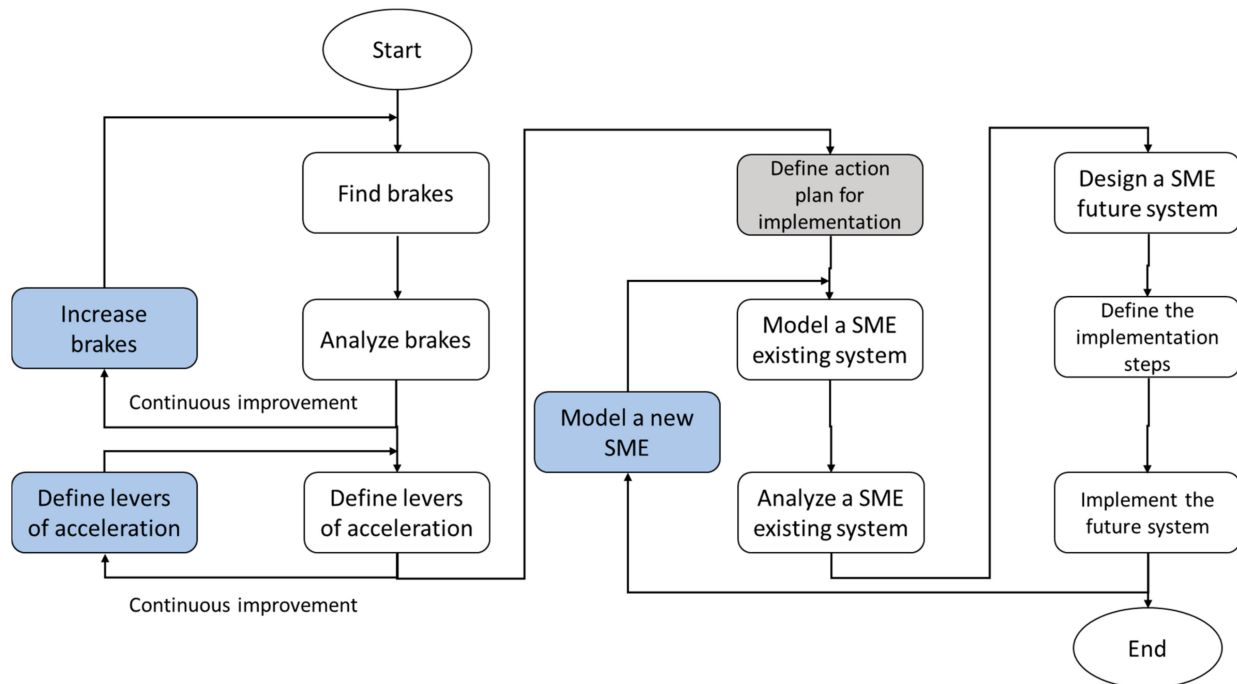 Start
Find brakes
Increase
brakes
Analyze brakes
Continuous improvement
Define levers
of acceleration
Define levers
of acceleration
Continuous improvement
Define action
plan for
implementation
Model a SME
existing system
Model a new
SME
Analyze a SME
existing system
Design a SME
future system
Define the
implementation
steps
Implement the
future system
End